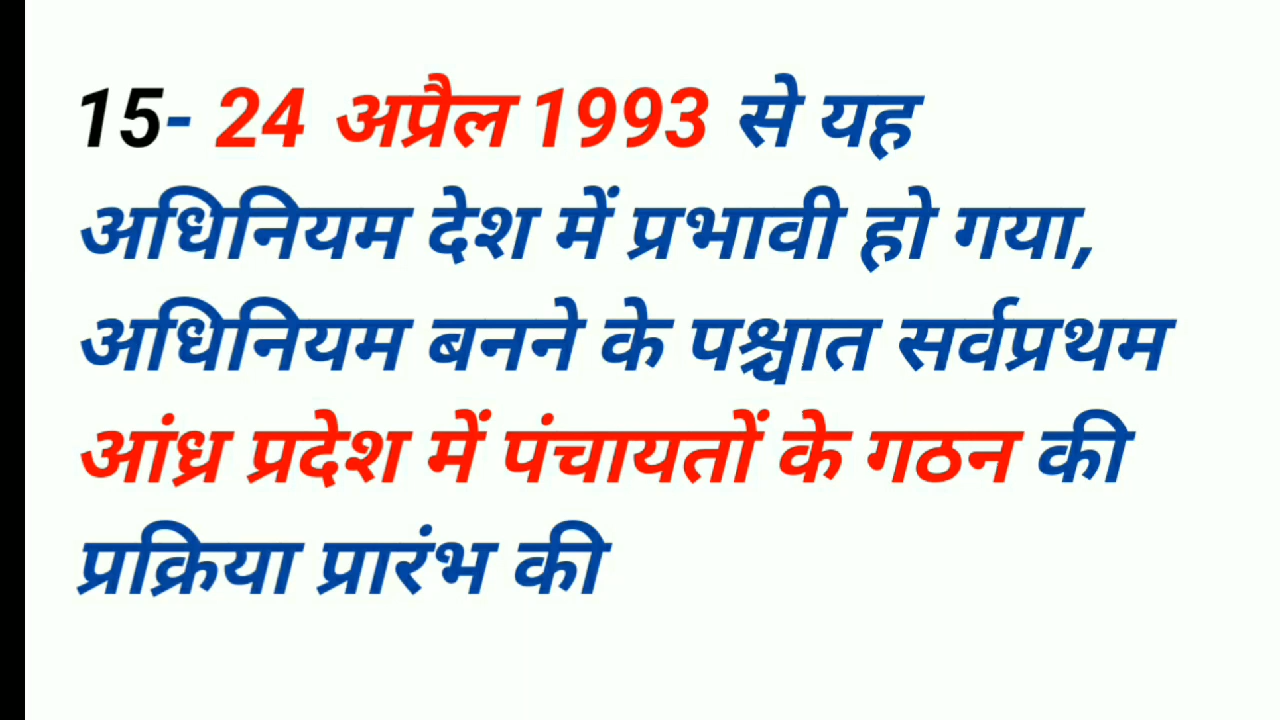 15- 24 अप्रैल 1993 से यह
अधिनियम देश में प्रभावी हो गया,
अधिनियम बनने के पश्चात सर्वप्रथम
आंध्र प्रदेश में पंचायतों के गठन की
प्रक्रिया प्रारंभ की